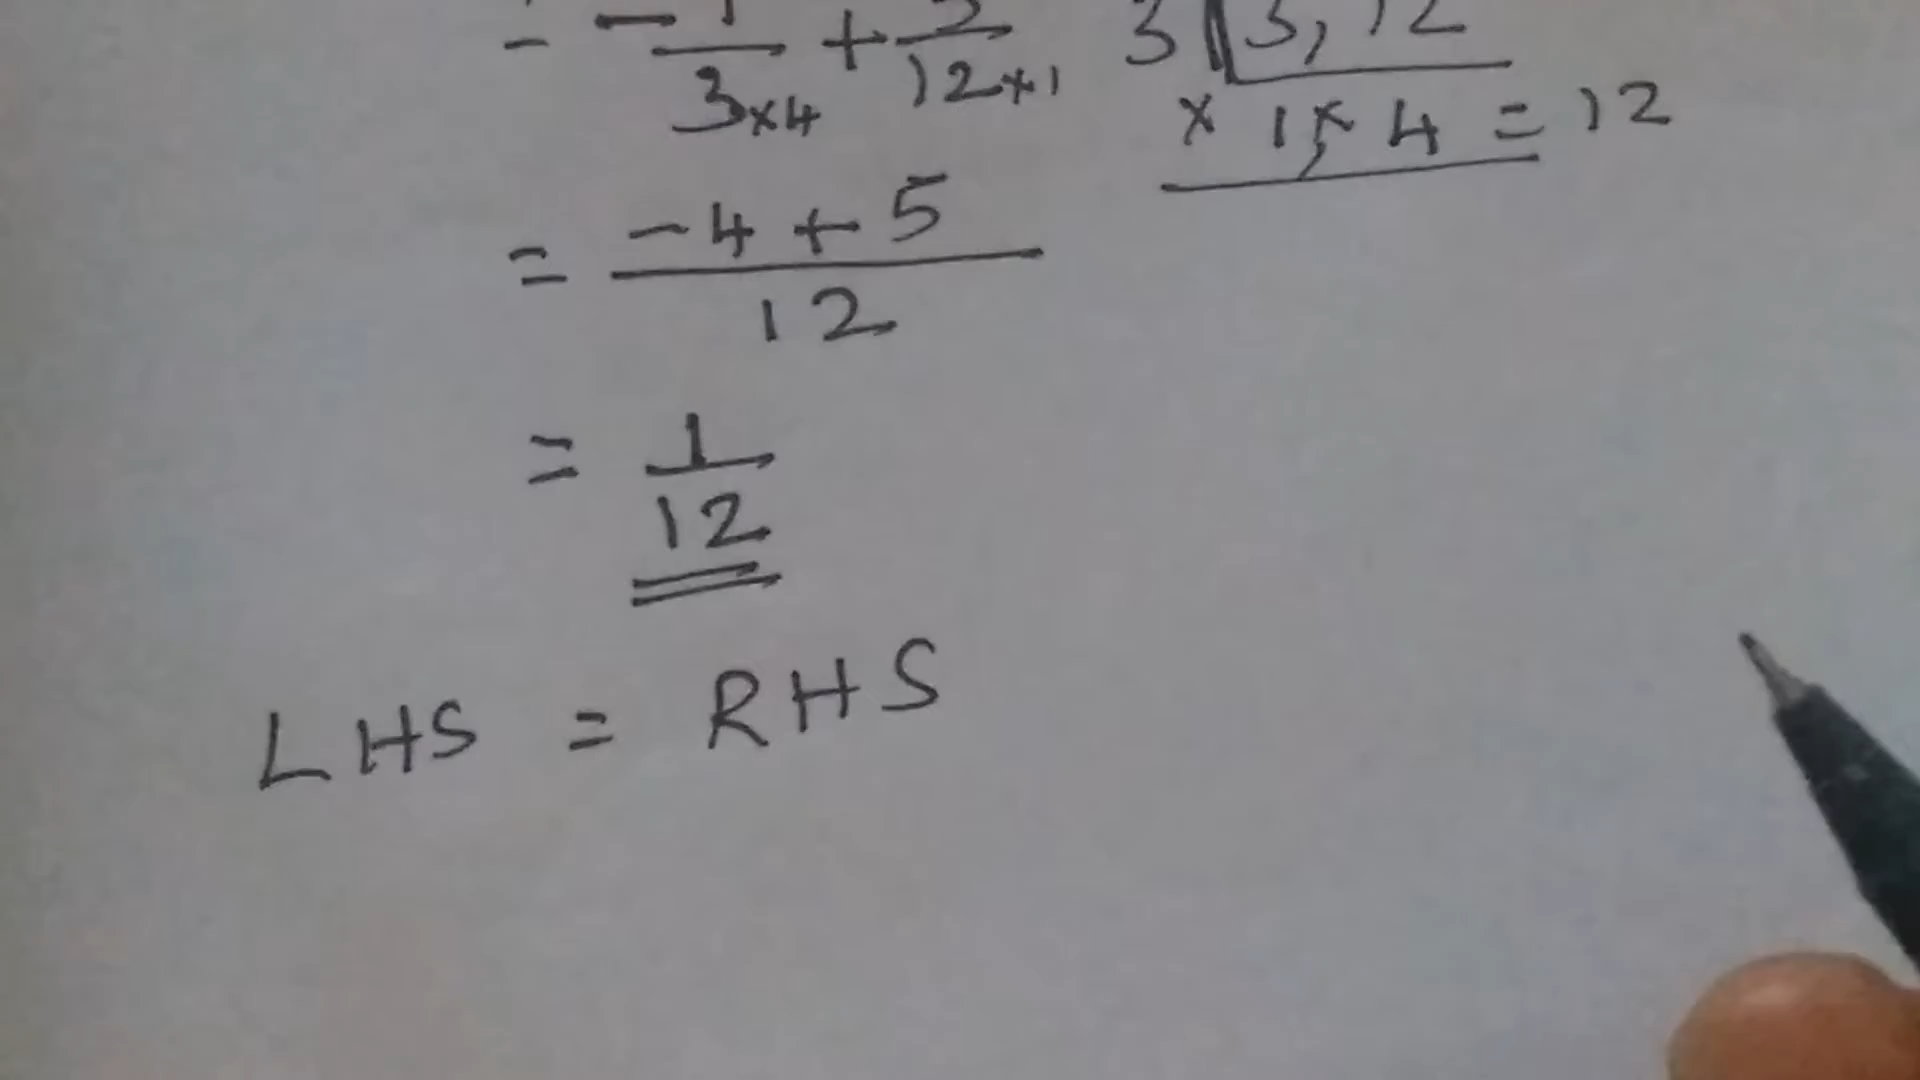 = -1/3×4 + 5/12×1
3 | 3, 12
× 1, × 4 = 12
= -4 + 5 / 12
= 1/12
LHS = RHS